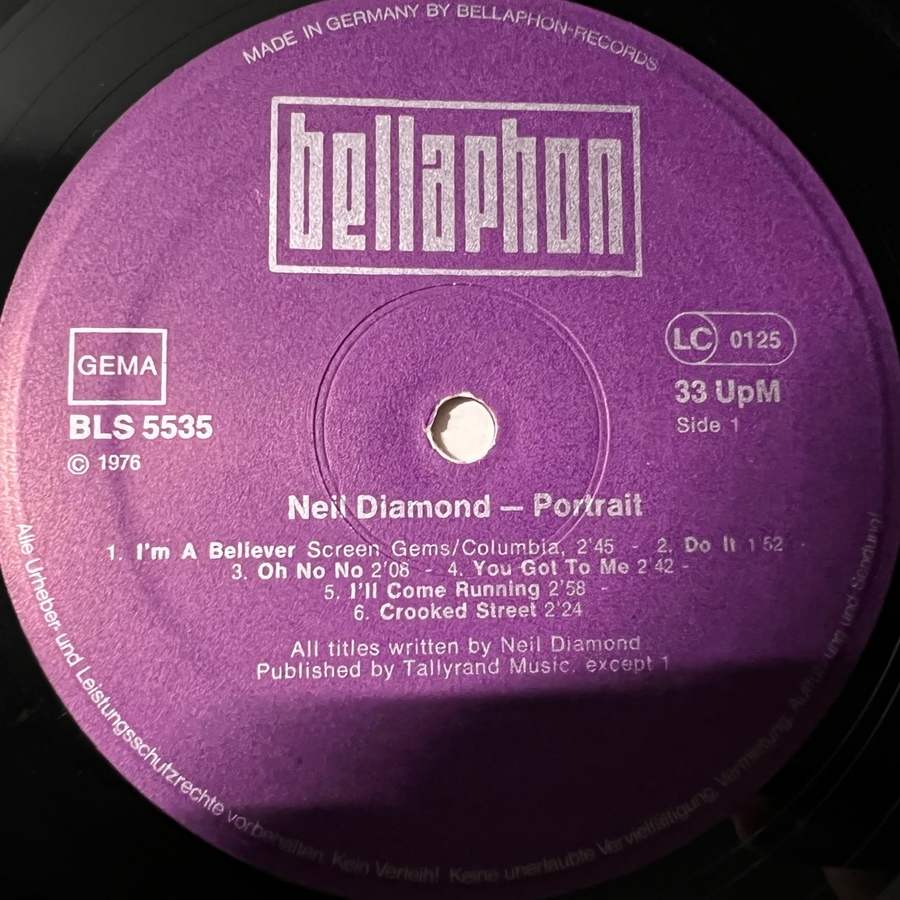 MADE IN GERMANY BY BELLAPHON-RECORDS
bellaphon
GEMA
BLS 5535
© 1976
LC 0125
33 UpM
Side 1
Neil Diamond – Portrait
1. I'm A Believer Screen Gems/Columbia, 2'45 - 2. Do It 1'52 -
3. Oh No No 2'08 - 4. You Got To Me 2'42 -
5. I'll Come Running 2'58 -
6. Crooked Street 2'24
All titles written by Neil Diamond
Published by Tallyrand Music, except 1
Alle Urheber- und Leistungsschutzrechte vorbehalten. Kein Verleih! Keine unerlaubte Vervielfältigung, Vermietung, Aufführung und Sendung!